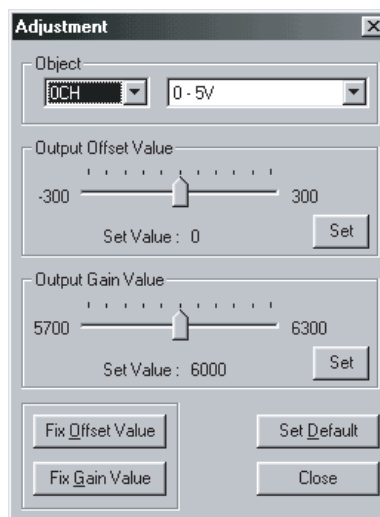 Adjustment
Object
0CH
0 - 5V
Output Offset Value
-300
300
Set Value : 0
Set
Output Gain Value
5700
6300
Set Value : 6000
Set
Fix Offset Value
Set Default
Fix Gain Value
Close